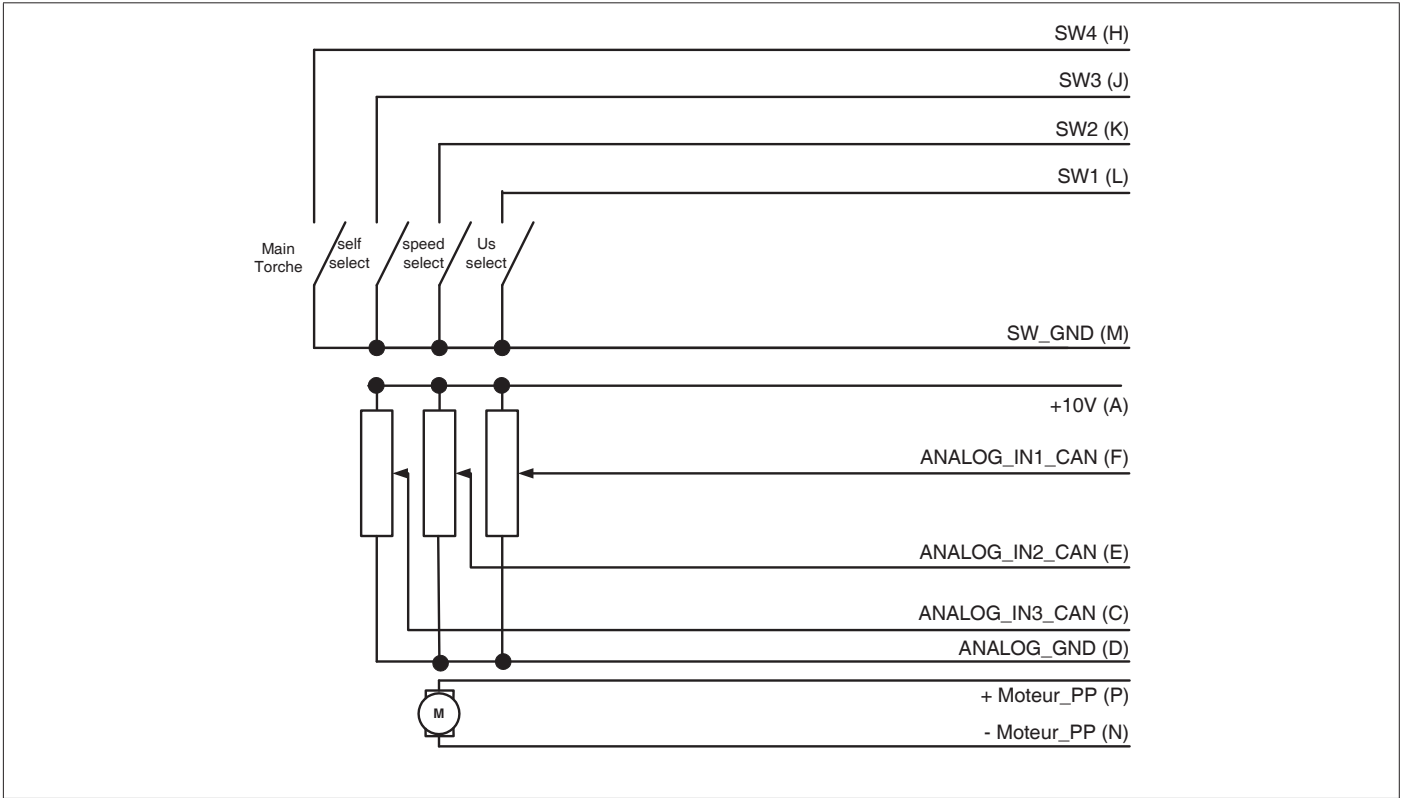 SW4 (H)
SW3 (J)
SW2 (K)
SW1 (L)
Main
Torche
self
select
speed
select
Us
select
SW_GND (M)
+10V (A)
ANALOG_IN1_CAN (F)
ANALOG_IN2_CAN (E)
ANALOG_IN3_CAN (C)
ANALOG_GND (D)
+ Moteur_PP (P)
M
- Moteur_PP (N)